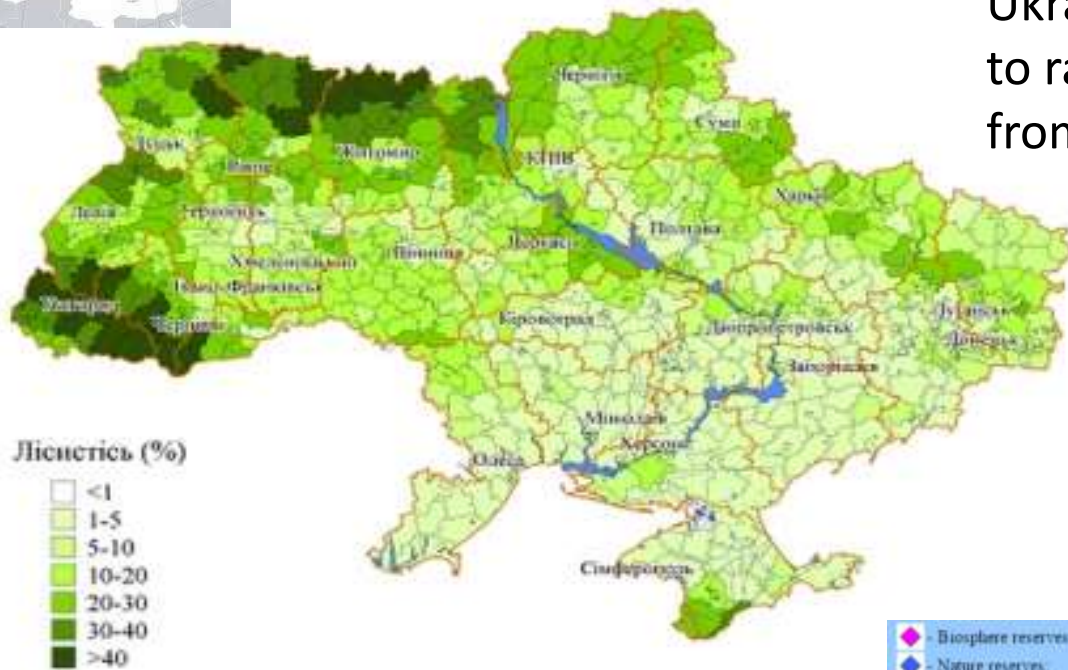 Ukra
to ra
from
Чернігів
Суми
Луцьк
Рівне
Житомир
КИЇВ
Харків
Львів
Тернопіль
Полтава
Черкаси
Хмельницький
Вінниця
Івано-Франківськ
Ужгород
Чернівці
Кіровоград
Дніпропетровськ
Луганськ
Донецьк
Запоріжжя
Миколаїв
Херсон
Одеса
Сімферополь
Лісистість (%)
<1
1-5
5-10
10-20
20-30
30-40
>40
- Biosphere reserves
- Nature reserves